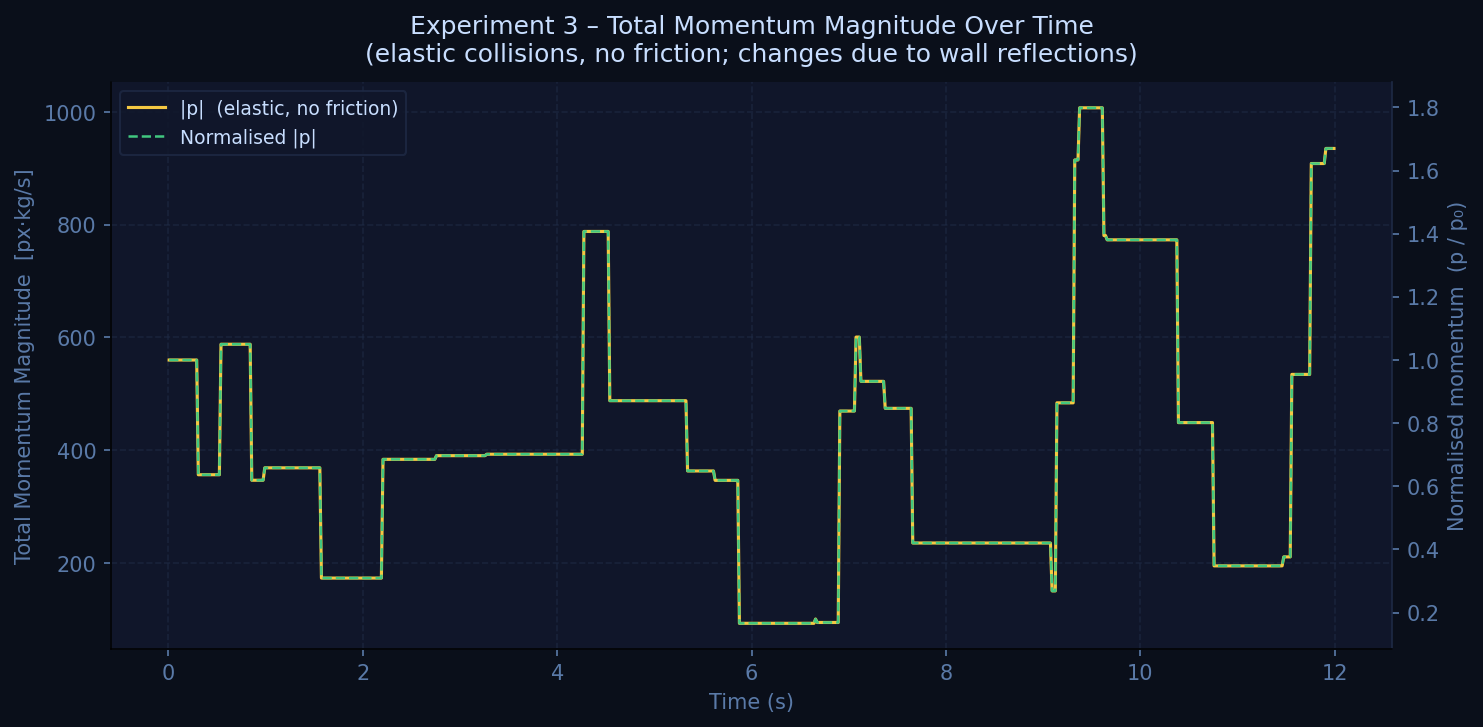 Experiment 3 – Total Momentum Magnitude Over Time
(elastic collisions, no friction; changes due to wall reflections)
|p|  (elastic, no friction)
Normalised |p|
Total Momentum Magnitude  [px·kg/s]
1000
800
600
400
200
1.8
1.6
1.4
1.2
1.0
0.8
0.6
0.4
0.2
Normalised momentum  (p / p₀)
0 2 4 6 8 10 12
Time (s)